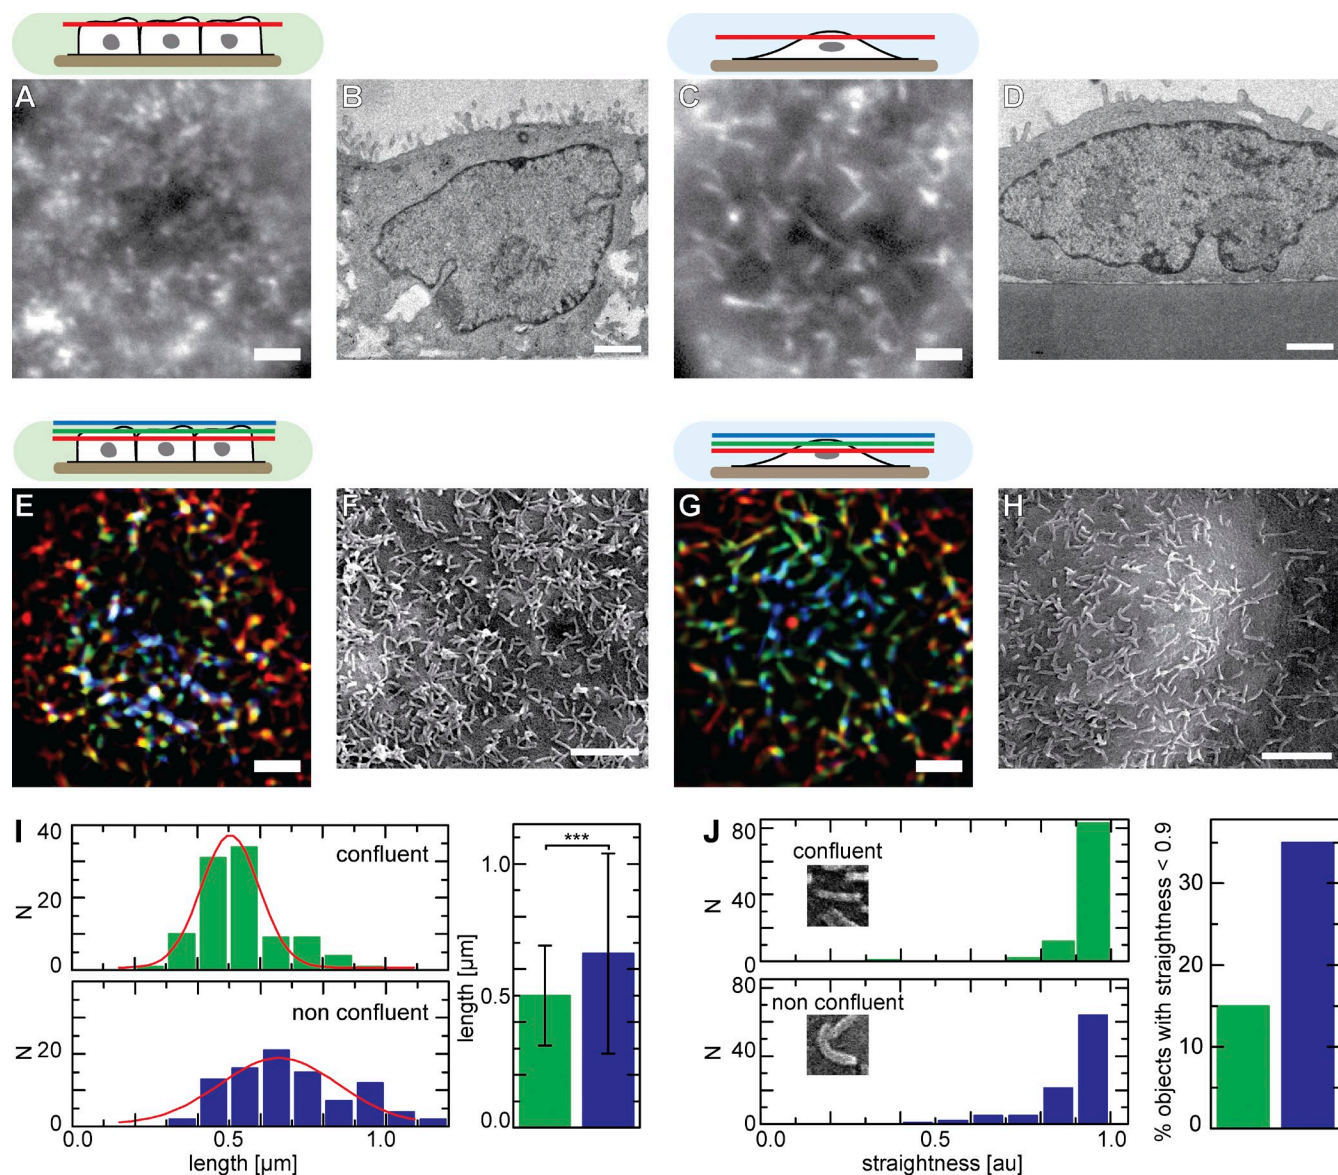 A
B
C
D
E
F
G
H
I
40
20
0
N
confluent
20
0
N
non confluent
0.0
0.5
1.0
length [µm]
***
1.0
0.5
0.0
length [µm]
J
80
40
0
N
confluent
80
40
0
N
non confluent
0.0
0.5
1.0
straightness [au]
30
20
10
0
% objects with straightness < 0.9